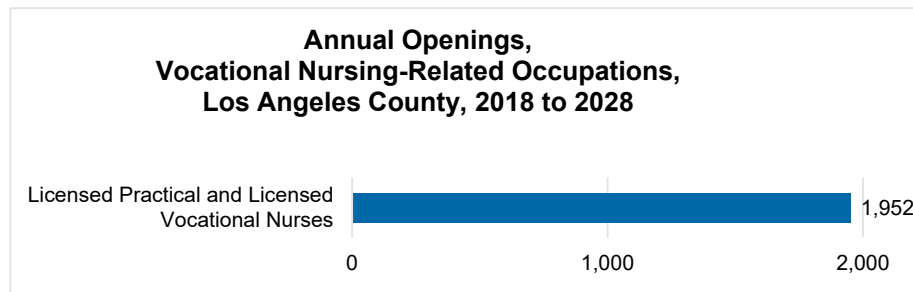 Annual Openings,
Vocational Nursing-Related Occupations,
Los Angeles County, 2018 to 2028
Licensed Practical and Licensed
Vocational Nurses
1,952
0
1,000
2,000